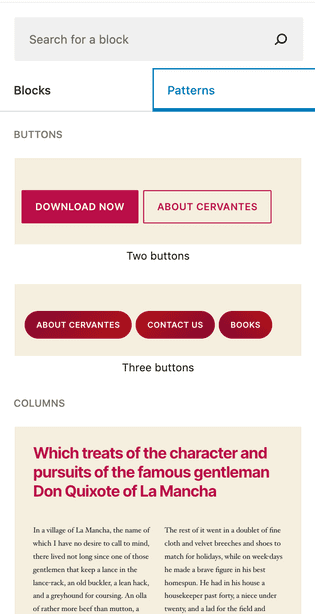 Search for a block
Blocks
Patterns
BUTTONS
DOWNLOAD NOW
ABOUT CERVANTES
Two buttons
ABOUT CERVANTES
CONTACT US
BOOKS
Three buttons
COLUMNS
Which treats of the character and
pursuits of the famous gentleman
Don Quixote of La Mancha
In a village of La Mancha, the name of
which I have no desire to call to mind,
there lived not long since one of those
gentlemen that keep a lance in the
lance-rack, an old buckler, a lean hack,
and a greyhound for coursing. An olla
of rather more beef than mutton, a
The rest of it went in a doublet of fine
cloth and velvet breeches and shoes to
match for holidays, while on week-days
he made a brave figure in his best
homespun. He had in his house a
housekeeper past forty, a niece under
twenty, and a lad for the field and